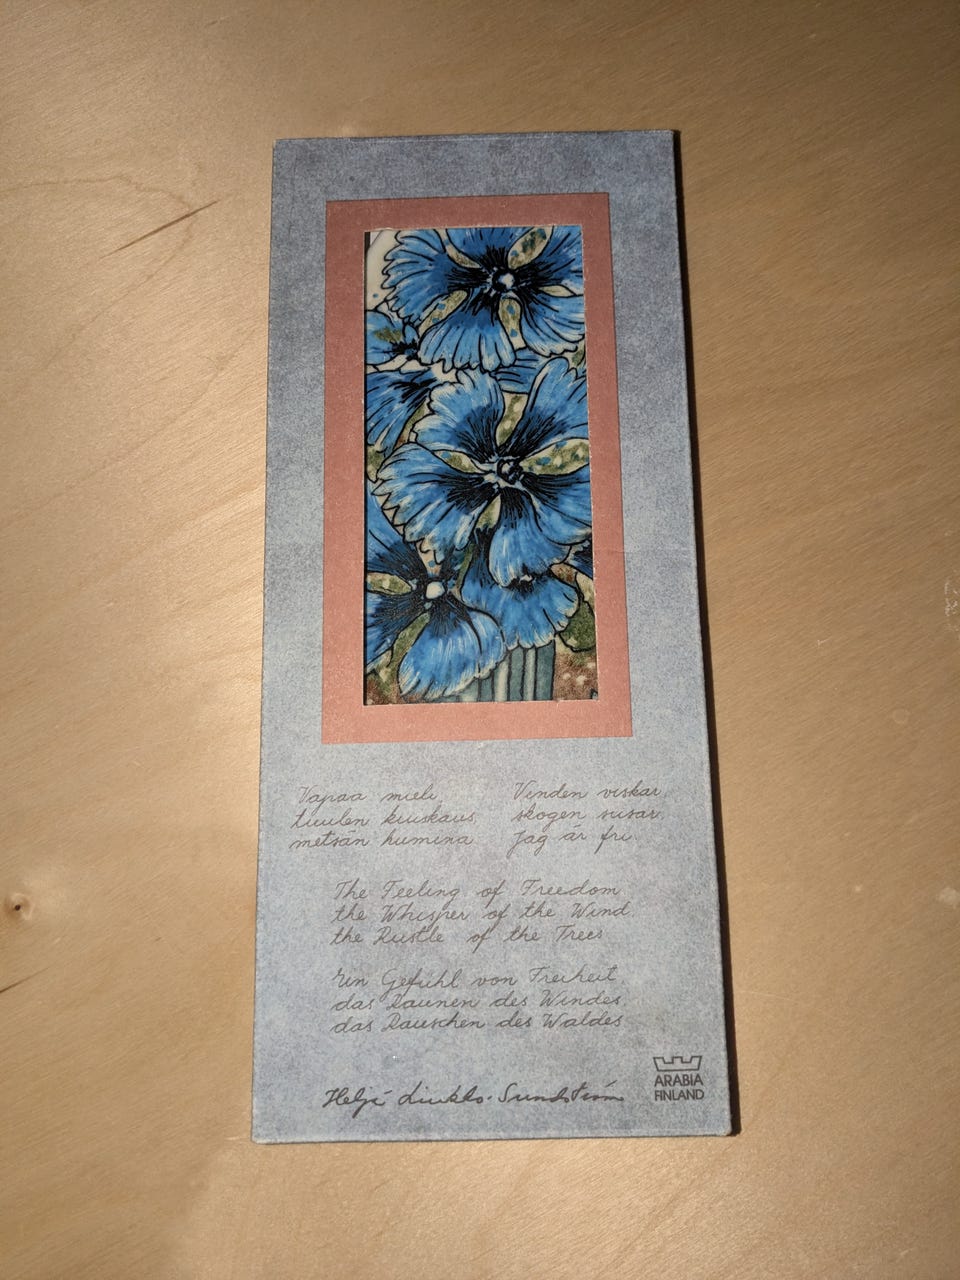 Vapaa mieli,
tuulen kuiskaus,
metsän humina
Vinden viskar,
skogen susar,
jag är fri.
The Feeling of Freedom
the Whisper of the Wind,
the Rustle of the Trees
Ein Gefühl von Freiheit,
das Raunen des Windes,
das Rauschen des Waldes
Heljä Liukko-Sundström
ARABIA
FINLAND